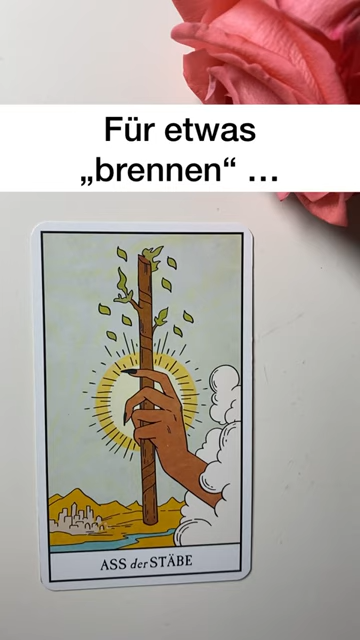 Für etwas
„brennen“ …
ASS der STÄBE